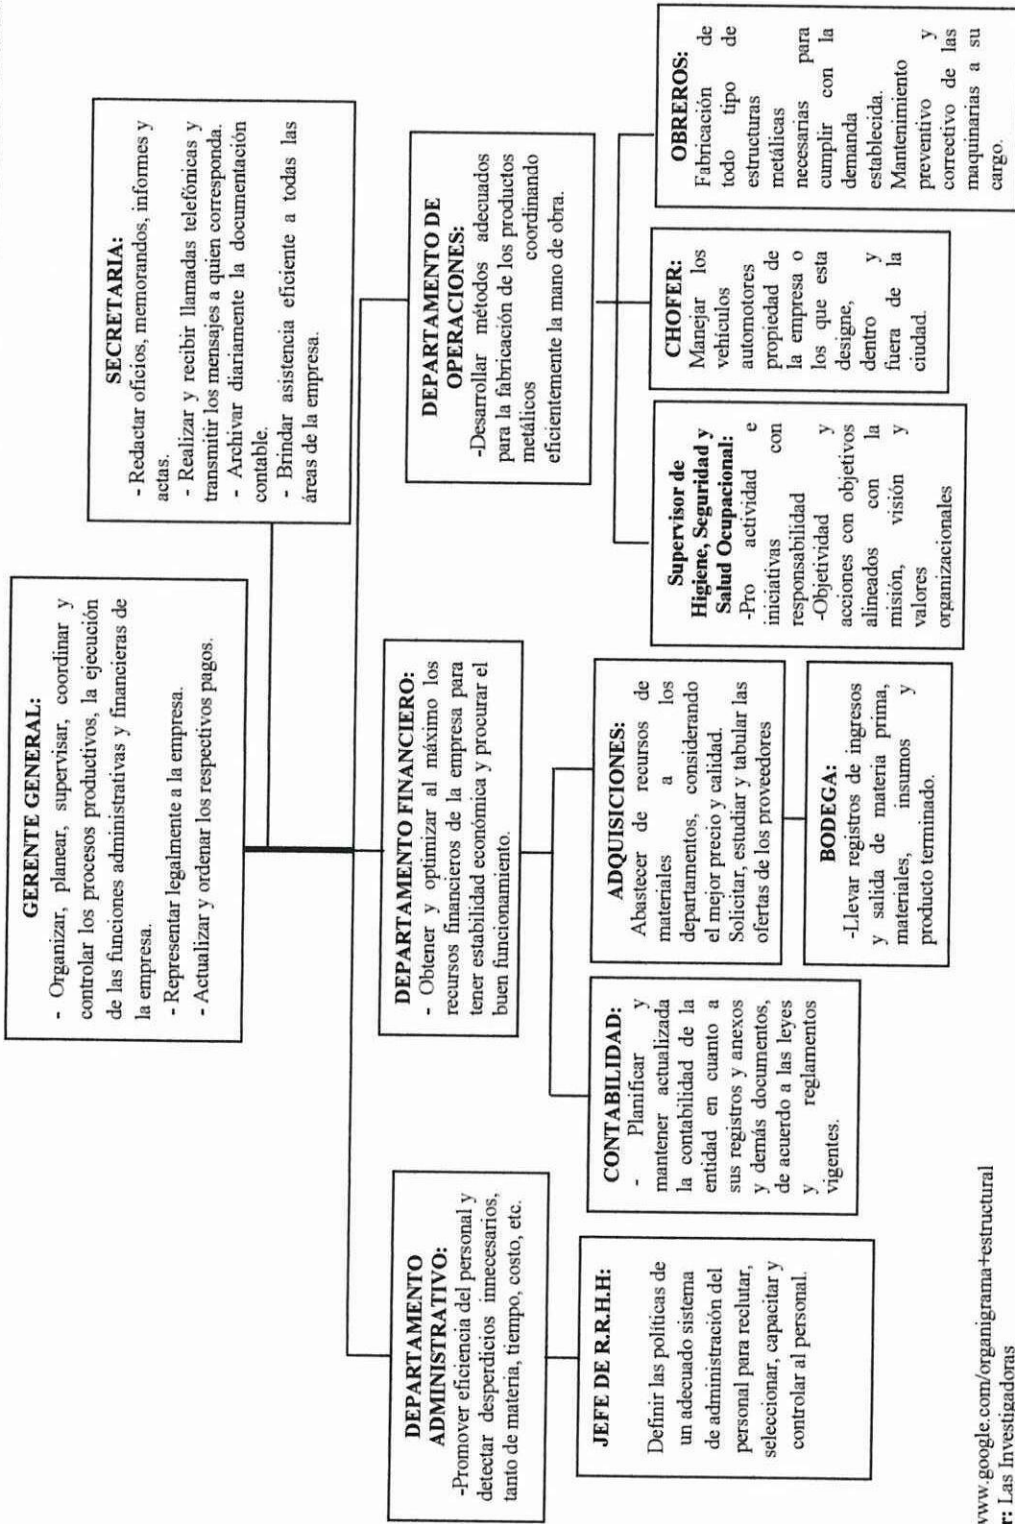 GERENTE GENERAL:
- Organizar, planear, supervisar, coordinar y
controlar los procesos productivos, la ejecución
de las funciones administrativas y financieras de
la empresa.
- Representar legalmente a la empresa.
- Actualizar y ordenar los respectivos pagos.
SECRETARIA:
- Redactar oficios, memorandos, informes y
actas.
- Realizar y recibir llamadas telefónicas y
transmitir los mensajes a quien corresponda.
- Archivar diariamente la documentación
contable.
- Brindar asistencia eficiente a todas las
áreas de la empresa.
DEPARTAMENTO
ADMINISTRATIVO:
-Promover eficiencia del personal y
detectar desperdicios innecesarios,
tanto de materia, tiempo, costo, etc.
DEPARTAMENTO FINANCIERO:
- Obtener y optimizar al máximo los
recursos financieros de la empresa para
tener estabilidad económica y procurar el
buen funcionamiento.
DEPARTAMENTO DE
OPERACIONES:
-Desarrollar métodos adecuados
para la fabricación de los productos
metálicos coordinando
eficientemente la mano de obra.
JEFE DE R.R.H.H:
Definir las políticas de
un adecuado sistema
de administración del
personal para reclutar,
seleccionar, capacitar y
controlar al personal.
CONTABILIDAD:
- Planificar y
mantener actualizada
la contabilidad de la
entidad en cuanto a
sus registros y anexos
y demás documentos,
de acuerdo a las leyes
y reglamentos
vigentes.
ADQUISICIONES:
Abastecer de recursos de
materiales a los
departamentos, considerando
el mejor precio y calidad.
Solicitar, estudiar y tabular las
ofertas de los proveedores
BODEGA:
-Llevar registros de ingresos
y salida de materia prima,
materiales, insumos y
producto terminado.
Supervisor de
Higiene, Seguridad y
Salud Ocupacional:
-Pro actividad e
iniciativas con
responsabilidad
-Objetividad y
acciones con objetivos
alineados con la
misión, visión y
valores
organizacionales
CHOFER:
Manejar los
vehículos
automotores
propiedad de
la empresa o
los que esta
designe,
dentro y
fuera de la
ciudad.
OBREROS:
Fabricación de
todo tipo de
estructuras
metálicas
necesarias para
cumplir con la
demanda
establecida.
Mantenimiento
preventivo y
correctivo de las
maquinarias a su
cargo.
www.google.com/organigrama+estructural
r: Las Investigadoras